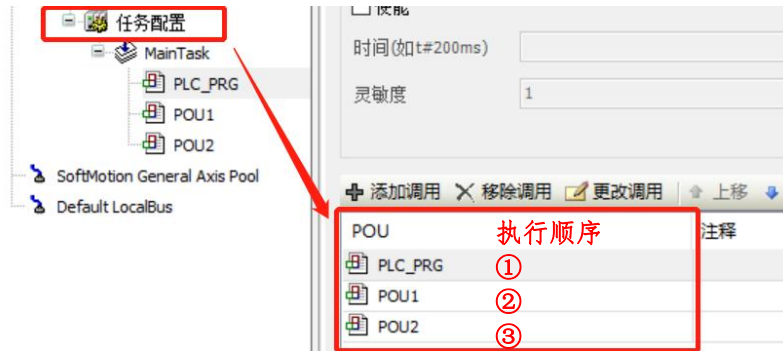 任务配置
MainTask
PLC_PRG
POU1
POU2
SoftMotion General Axis Pool
Default LocalBus
使能
时间(如t#200ms)
灵敏度 1
添加调用 移除调用 更改调用 上移
POU 执行顺序 注释
PLC_PRG ①
POU1 ②
POU2 ③